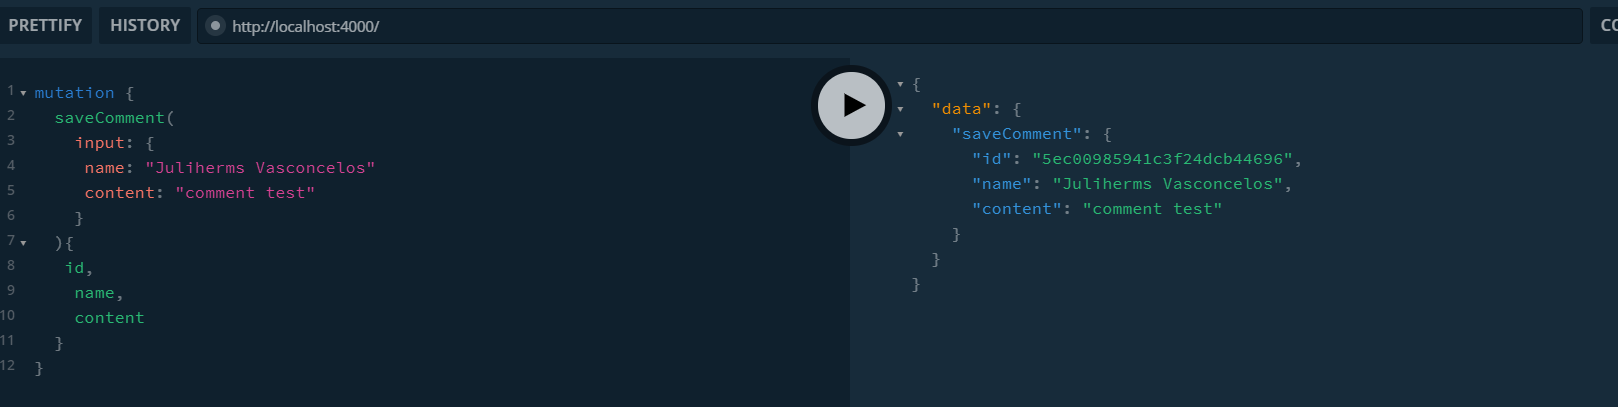 PRETTIFY HISTORY http://localhost:4000/ CO
1 mutation {
2 saveComment(
3 input: {
4 name: "Juliherms Vasconcelos"
5 content: "comment test"
6 }
7 ){
8 id,
9 name,
10 content
11 }
12 }
{
"data": {
"saveComment": {
"id": "5ec00985941c3f24dcb44696",
"name": "Juliherms Vasconcelos",
"content": "comment test"
}
}
}